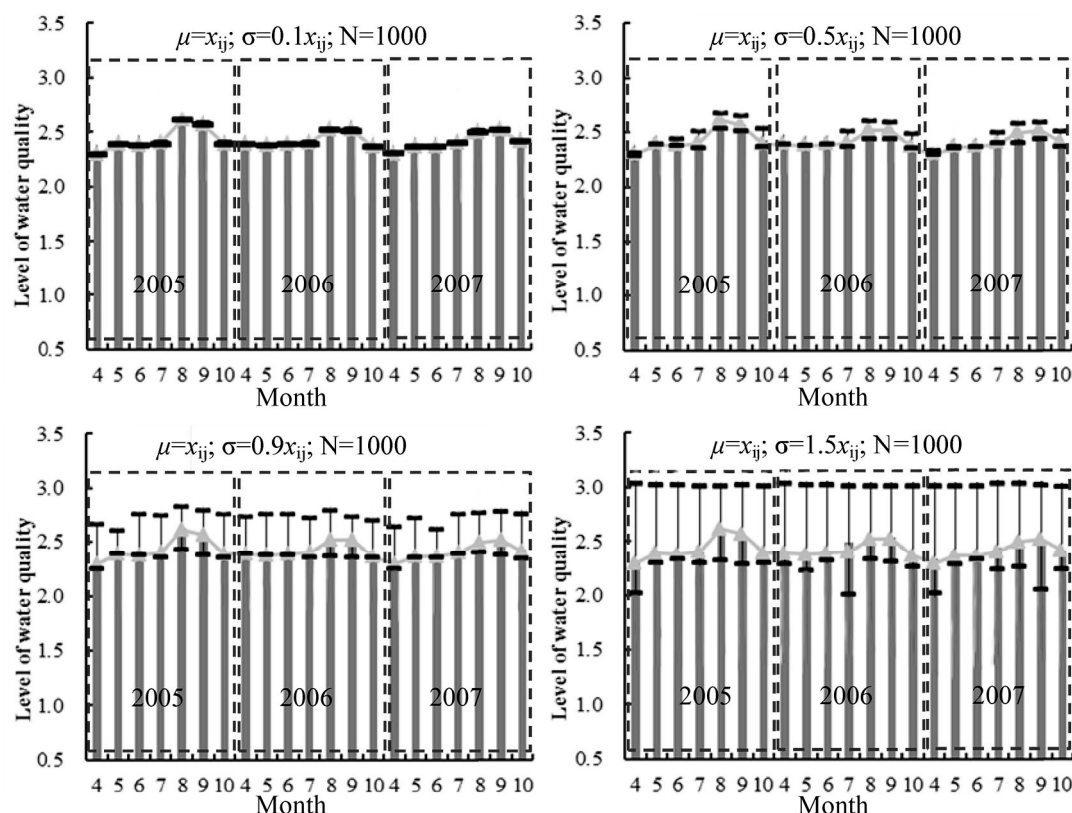 μ=xij; σ=0.1xij; N=1000
3.5
3.0
2.5
2.0
1.5
1.0
0.5
Level of water quality
2005 2006 2007
4 5 6 7 8 9 10 4 5 6 7 8 9 10 4 5 6 7 8 9 10
Month
μ=xij; σ=0.5xij; N=1000
3.5
3.0
2.5
2.0
1.5
1.0
0.5
Level of water quality
2005 2006 2007
4 5 6 7 8 9 10 4 5 6 7 8 9 10 4 5 6 7 8 9 10
Month
μ=xij; σ=0.9xij; N=1000
3.5
3.0
2.5
2.0
1.5
1.0
0.5
Level of water quality
2005 2006 2007
4 5 6 7 8 9 10 4 5 6 7 8 9 10 4 5 6 7 8 9 10
Month
μ=xij; σ=1.5xij; N=1000
3.5
3.0
2.5
2.0
1.5
1.0
0.5
Level of water quality
2005 2006 2007
4 5 6 7 8 9 10 4 5 6 7 8 9 10 4 5 6 7 8 9 10
Month